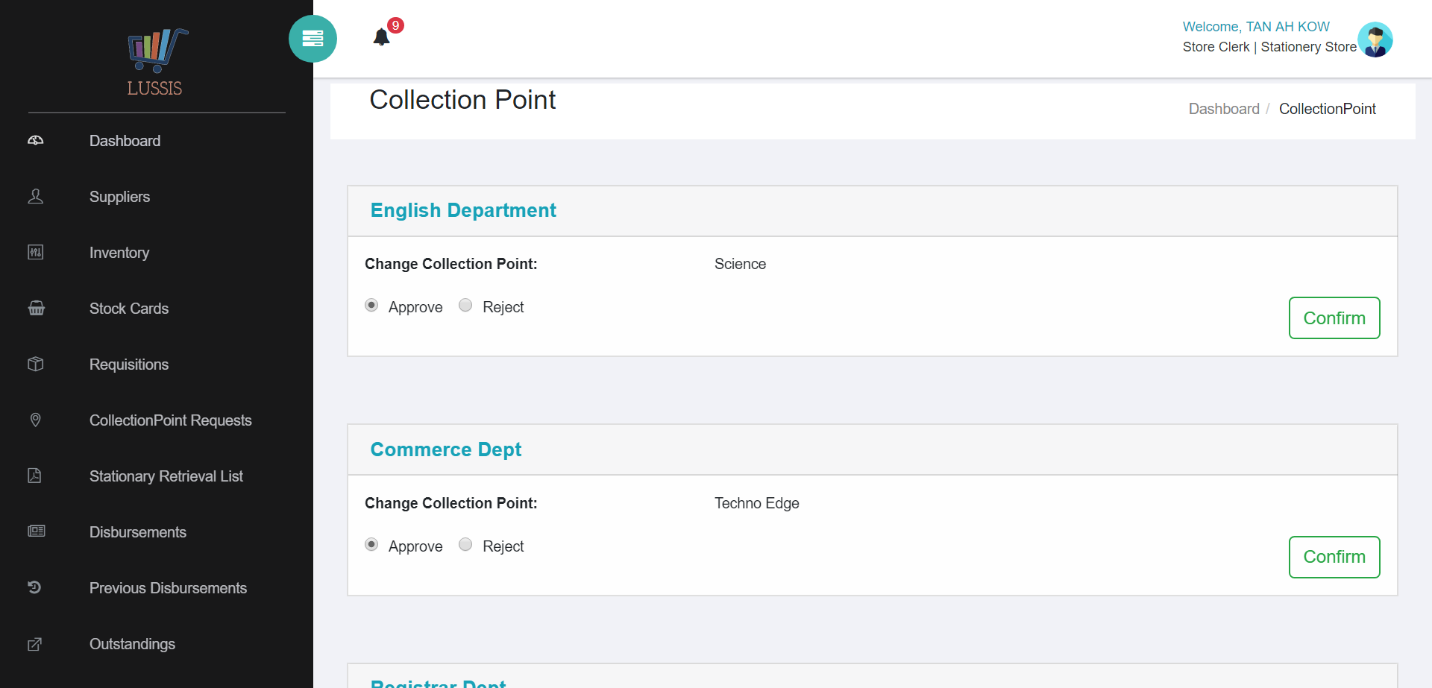 LUSSIS
Dashboard
Suppliers
Inventory
Stock Cards
Requisitions
CollectionPoint Requests
Stationary Retrieval List
Disbursements
Previous Disbursements
Outstandings
9
Welcome, TAN AH KOW
Store Clerk | Stationery Store
Collection Point
Dashboard / CollectionPoint
English Department
Change Collection Point: Science
Approve Reject
Confirm
Commerce Dept
Change Collection Point: Techno Edge
Approve Reject
Confirm
Registrar Dept